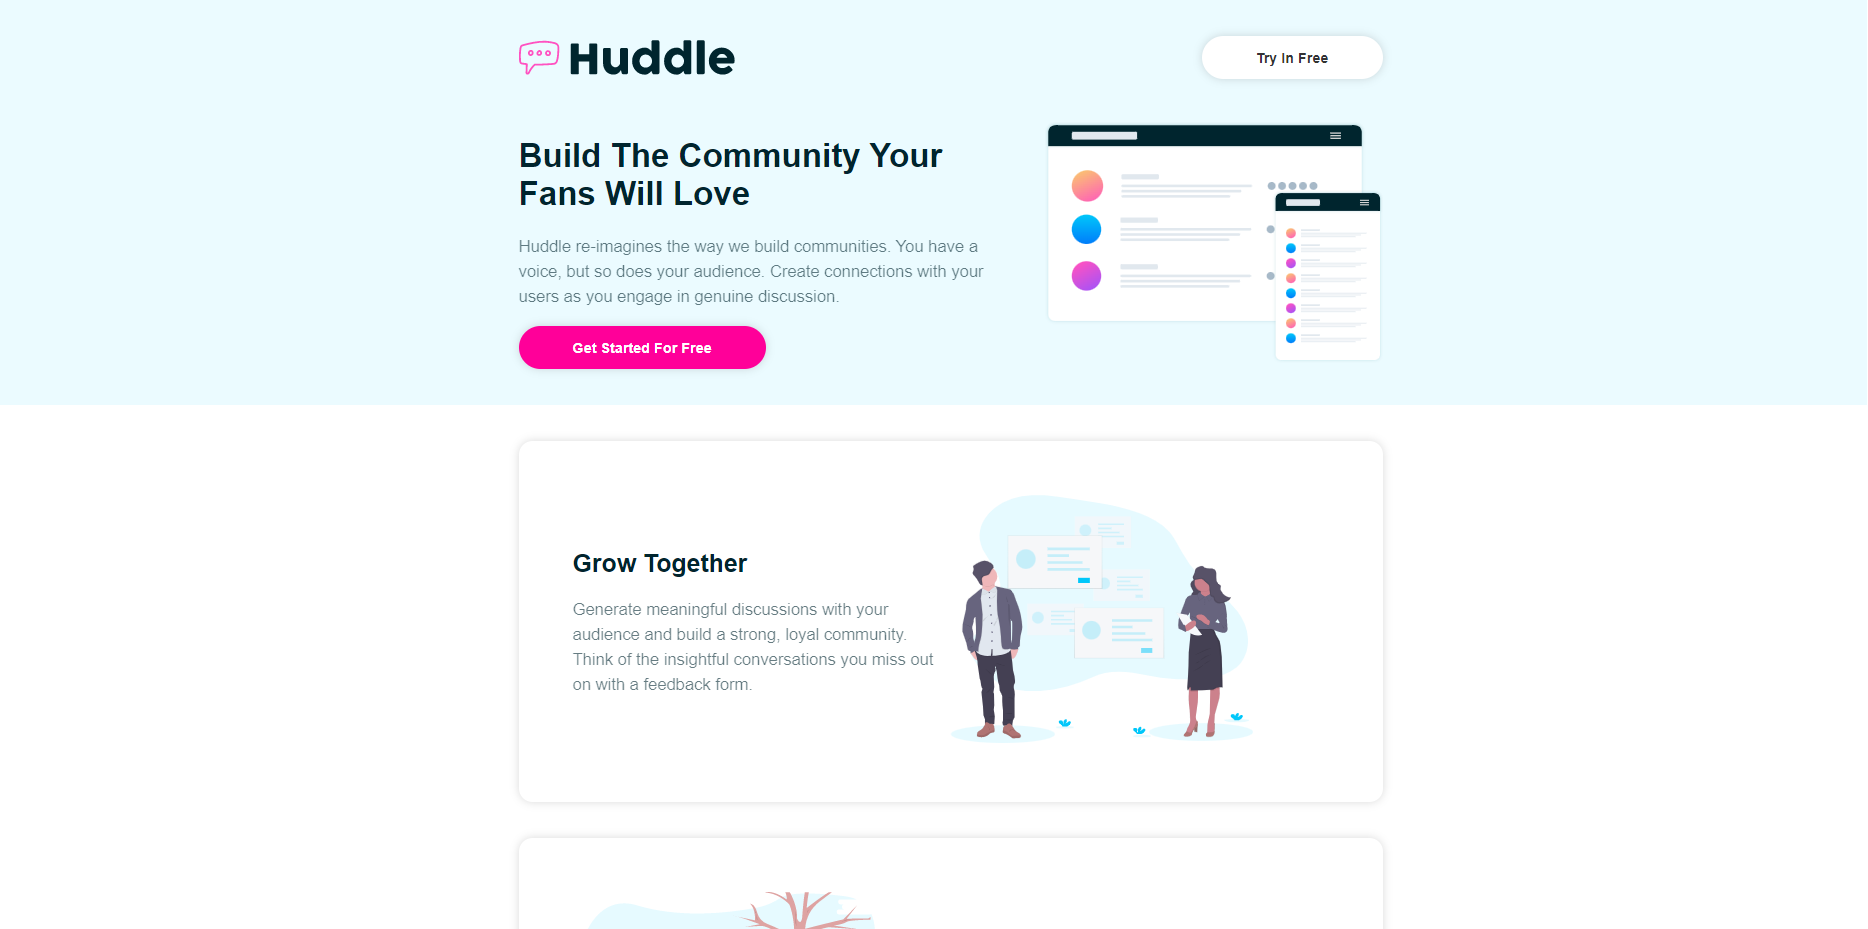 Huddle
Try In Free
Build The Community Your
Fans Will Love
Huddle re-imagines the way we build communities. You have a
voice, but so does your audience. Create connections with your
users as you engage in genuine discussion.
Get Started For Free
Grow Together
Generate meaningful discussions with your
audience and build a strong, loyal community.
Think of the insightful conversations you miss out
on with a feedback form.